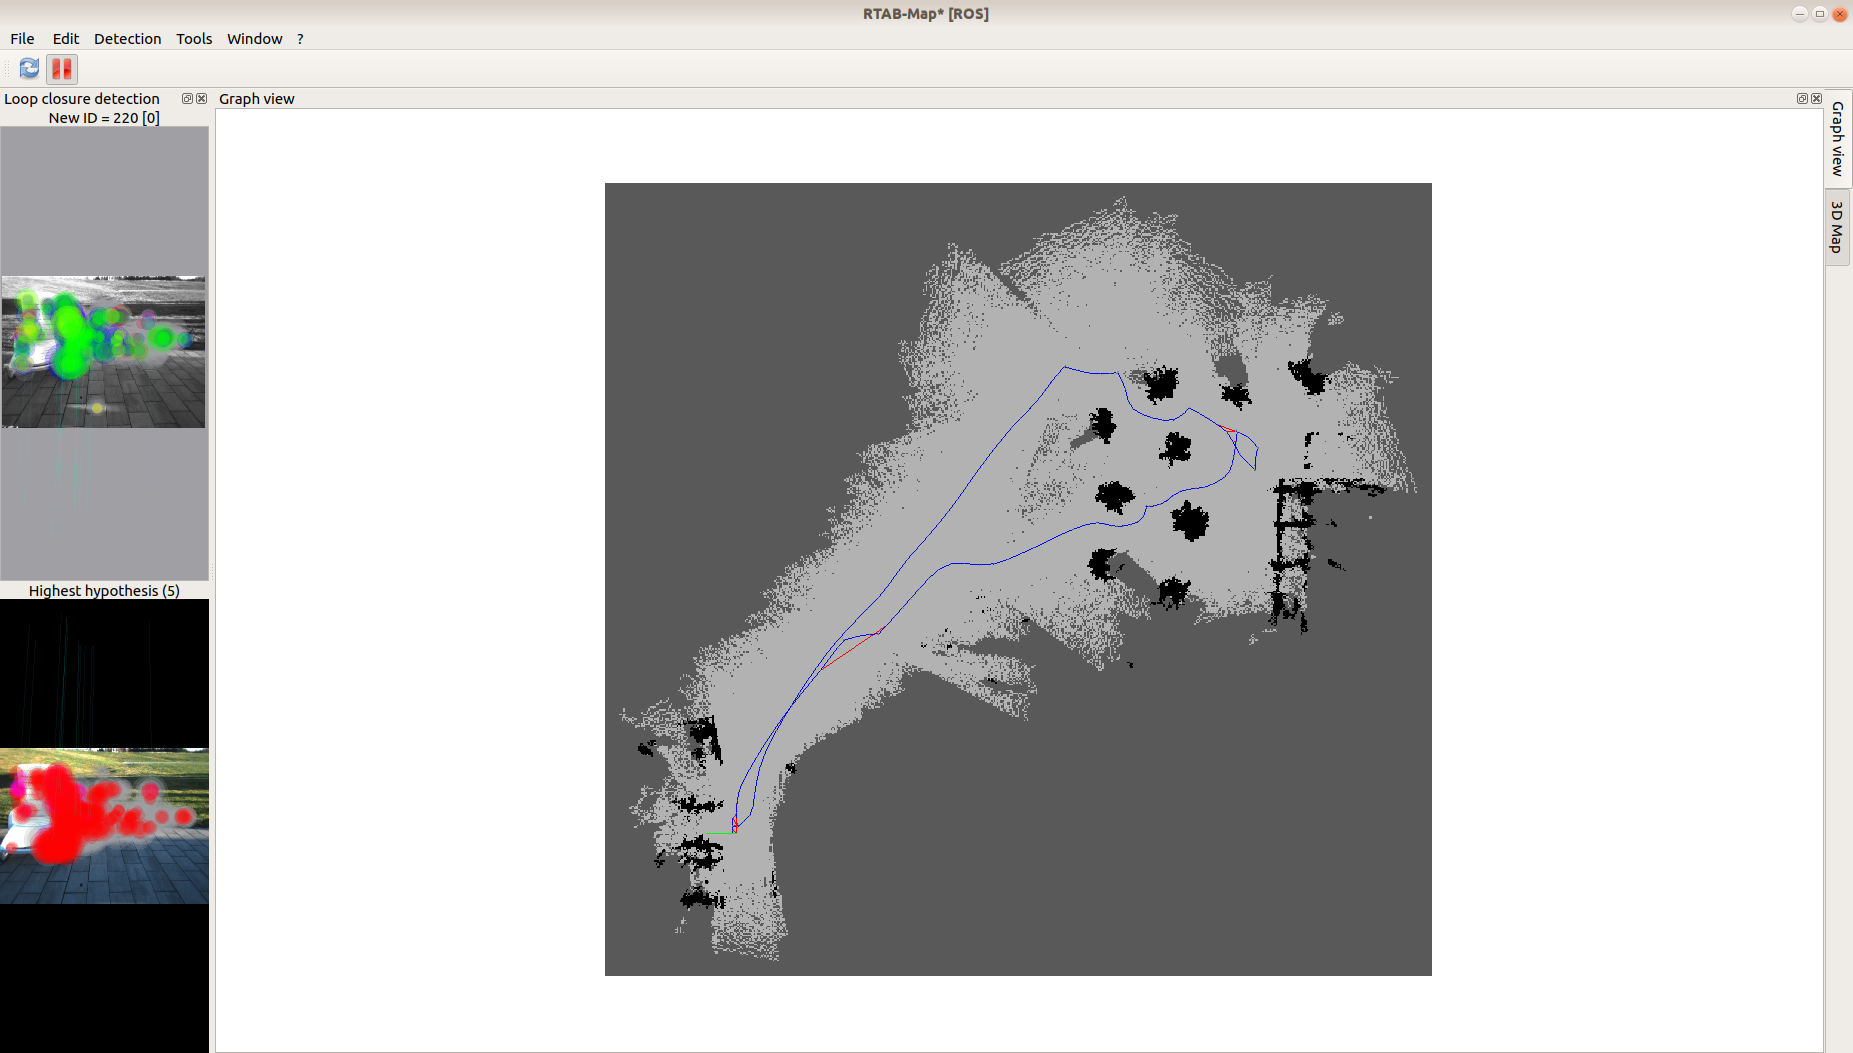 RTAB-Map* [ROS]
File Edit Detection Tools Window ?
Loop closure detection
New ID = 220 [0]
Highest hypothesis (5)
Graph view
Graph view
3D Map